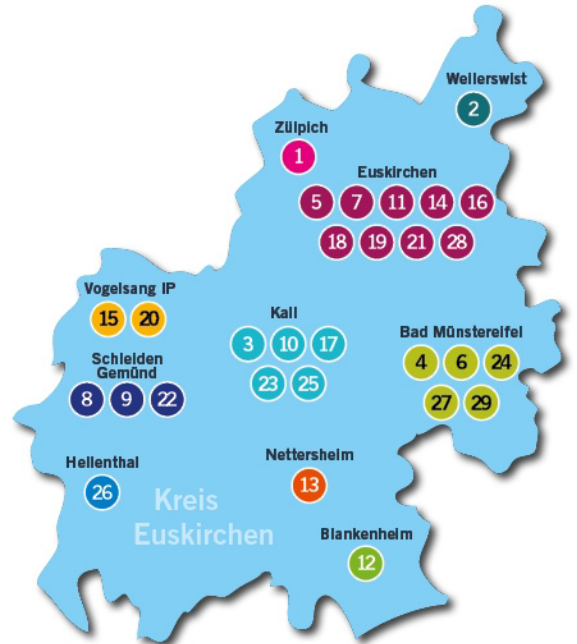 Weilerswist
2
Zülpich
1
Euskirchen
5 7 11 14 16
18 19 21 28
Vogelsang IP
15 20
Kall
3 10 17
23 25
Bad Münstereifel
4 6 24
27 29
Schleiden
Gemünd
8 9 22
Hellenthal
26
Nettersheim
13
Kreis
Euskirchen
Blankenheim
12